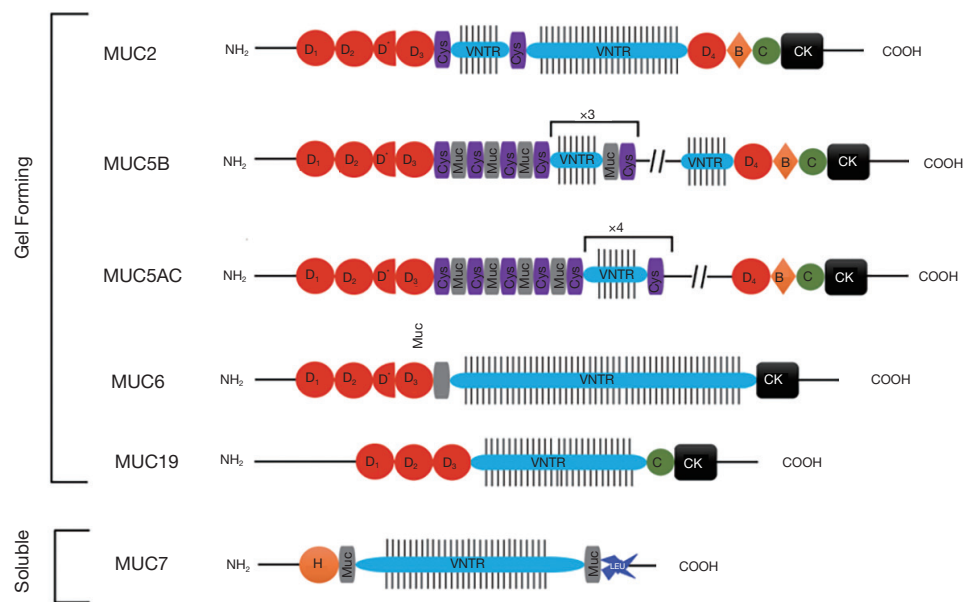 Gel Forming
MUC2 NH₂ D₁ D₂ D' D₃ Cys VNTR Cys VNTR D₄ B C CK COOH
×3
MUC5B NH₂ D₁ D₂ D' D₃ Cys Muc Cys Muc Cys Muc Cys VNTR Muc Cys // VNTR D₄ B C CK COOH
×4
MUC5AC NH₂ D₁ D₂ D' D₃ Cys Muc Cys Muc Cys Muc Cys Muc Cys VNTR Cys // D₄ B C CK COOH
Muc
MUC6 NH₂ D₁ D₂ D' D₃ VNTR CK COOH
MUC19 NH₂ D₁ D₂ D₃ VNTR C CK COOH
Soluble
MUC7 NH₂ H Muc VNTR Muc LEU COOH